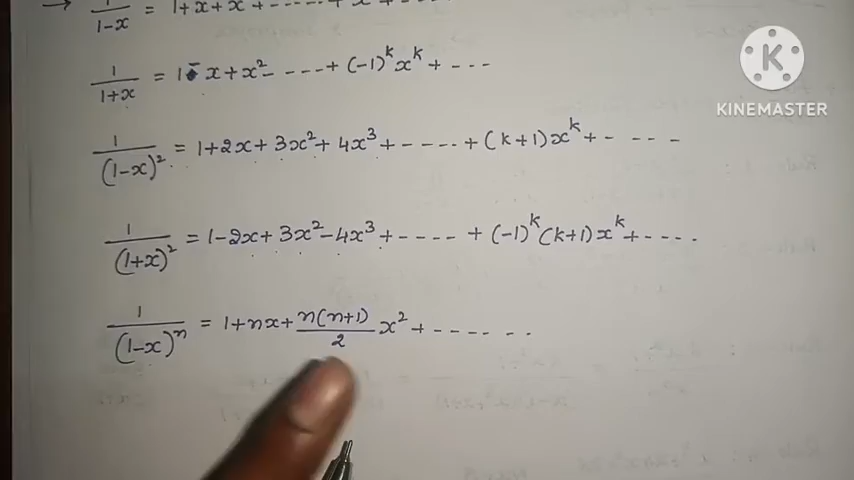 → 1/(1-x) = 1+x+x + ------ + x + ---
1/(1+x) = 1 - x + x² - ---- + (-1)^k x^k + ---
1/(1-x)² = 1+2x+3x²+4x³+----+(k+1)x^k + - ---
1/(1+x)² = 1-2x+3x²-4x³+----+(-1)^k (k+1)x^k+----
1/(1-x)^n = 1+nx+ n(n+1)/2 x² + ------
KINEMASTER